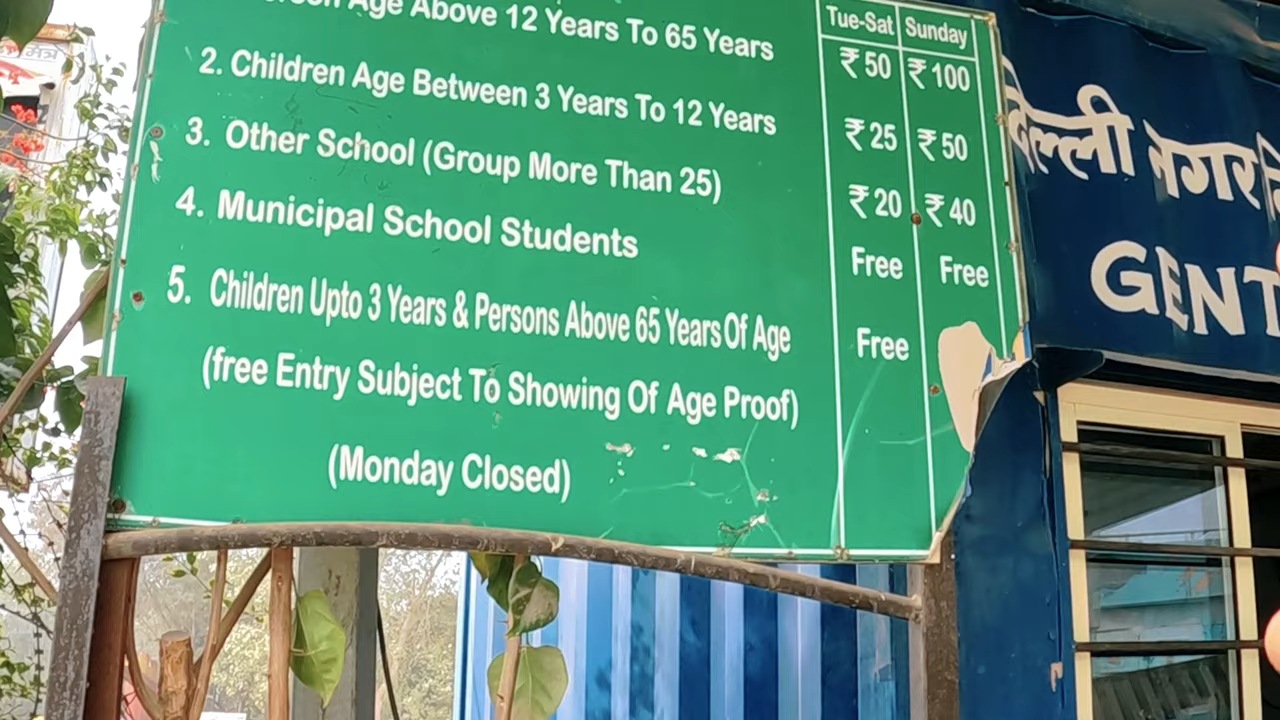 Age Above 12 Years To 65 Years
Tue-Sat Sunday
₹50 ₹100
2. Children Age Between 3 Years To 12 Years
₹25 ₹50
3. Other School (Group More Than 25)
₹20 ₹40
4. Municipal School Students
Free Free
5. Children Upto 3 Years & Persons Above 65 Years Of Age
Free
(free Entry Subject To Showing Of Age Proof)
(Monday Closed)
दिल्ली नगर
GENT